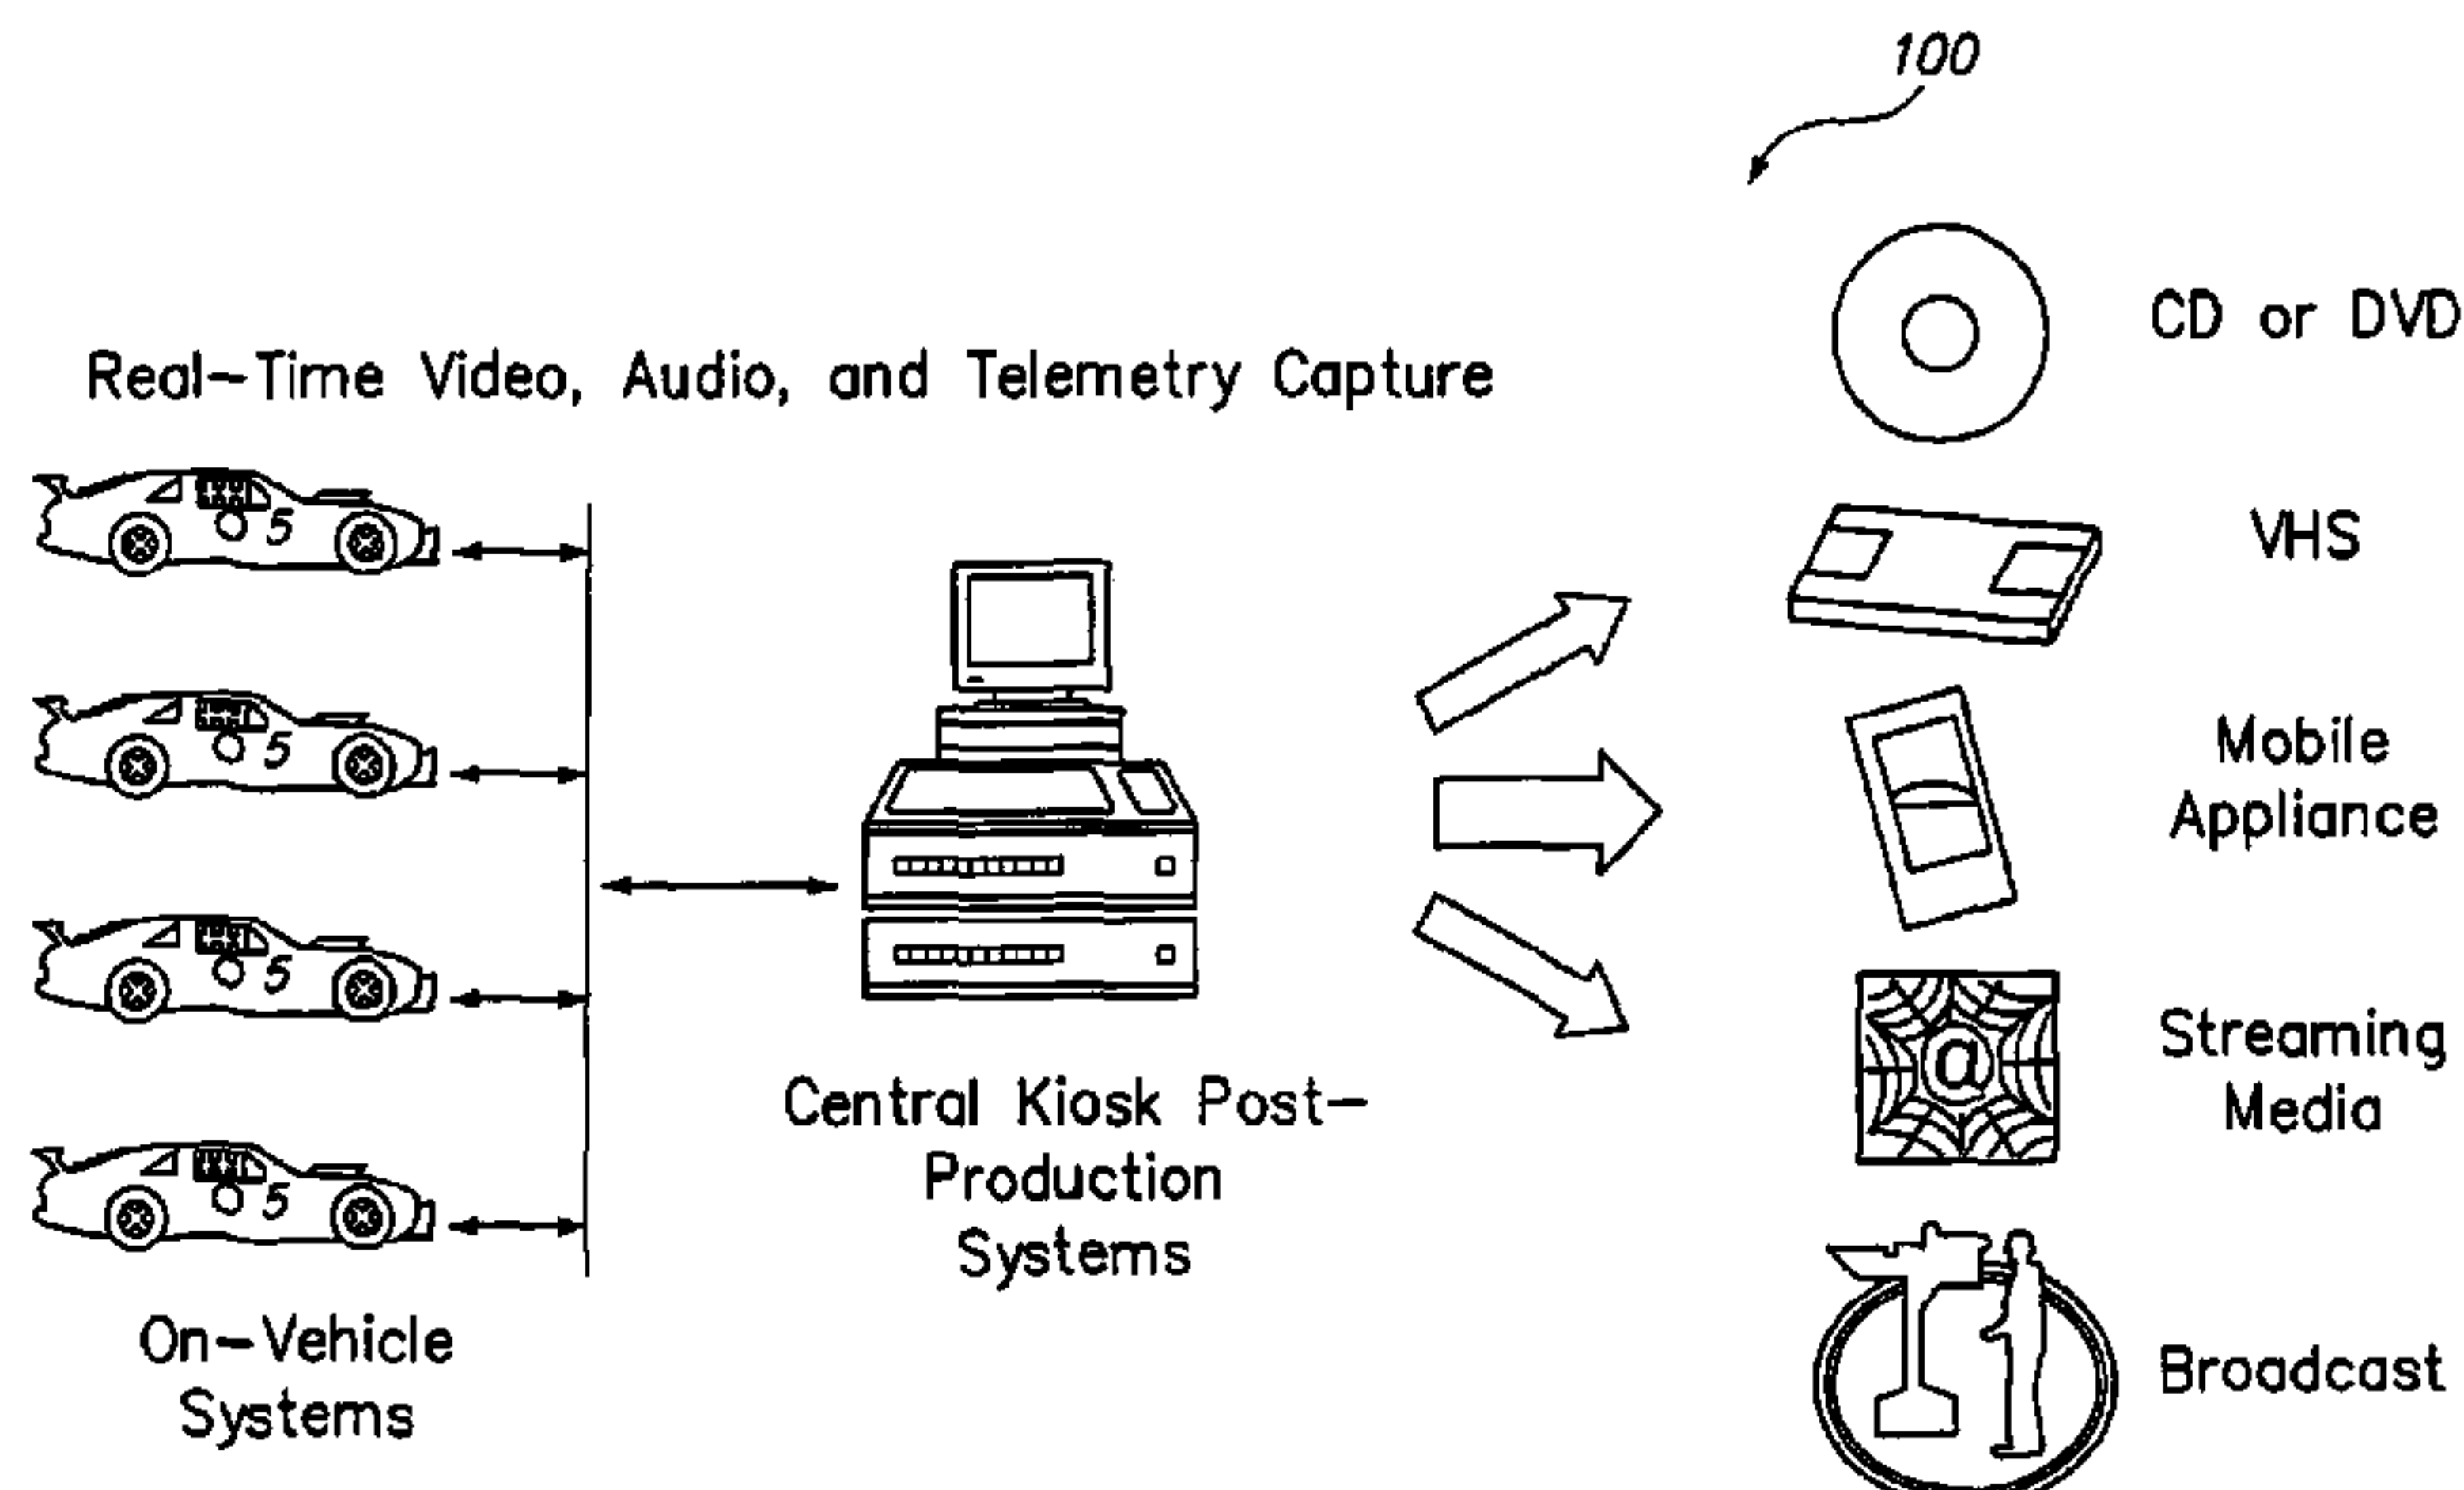 100
Real-Time Video, Audio, and Telemetry Capture
CD or DVD
VHS
Mobile
Appliance
Streaming
Media
Broadcast
5
5
5
5
@
Central Kiosk Post-
Production
Systems
On-Vehicle
Systems